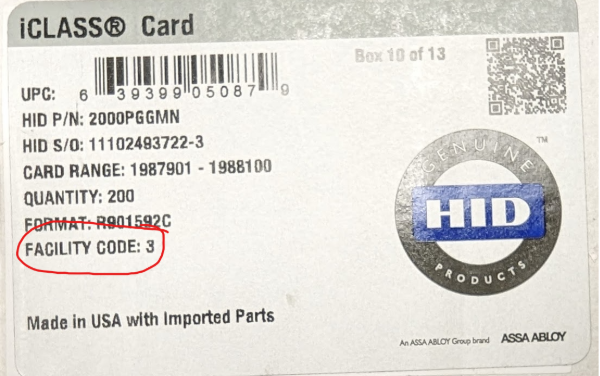 iCLASS® Card
Box 10 of 13
UPC: 6 39399 05087 9
HID P/N: 2000PGGMN
HID S/O: 11102493722-3
CARD RANGE: 1987901 - 1988100
QUANTITY: 200
FORMAT: R901592C
FACILITY CODE: 3
GENUINE
HID
PRODUCTS
TM
Made in USA with Imported Parts
An ASSA ABLOY Group brand ASSA ABLOY